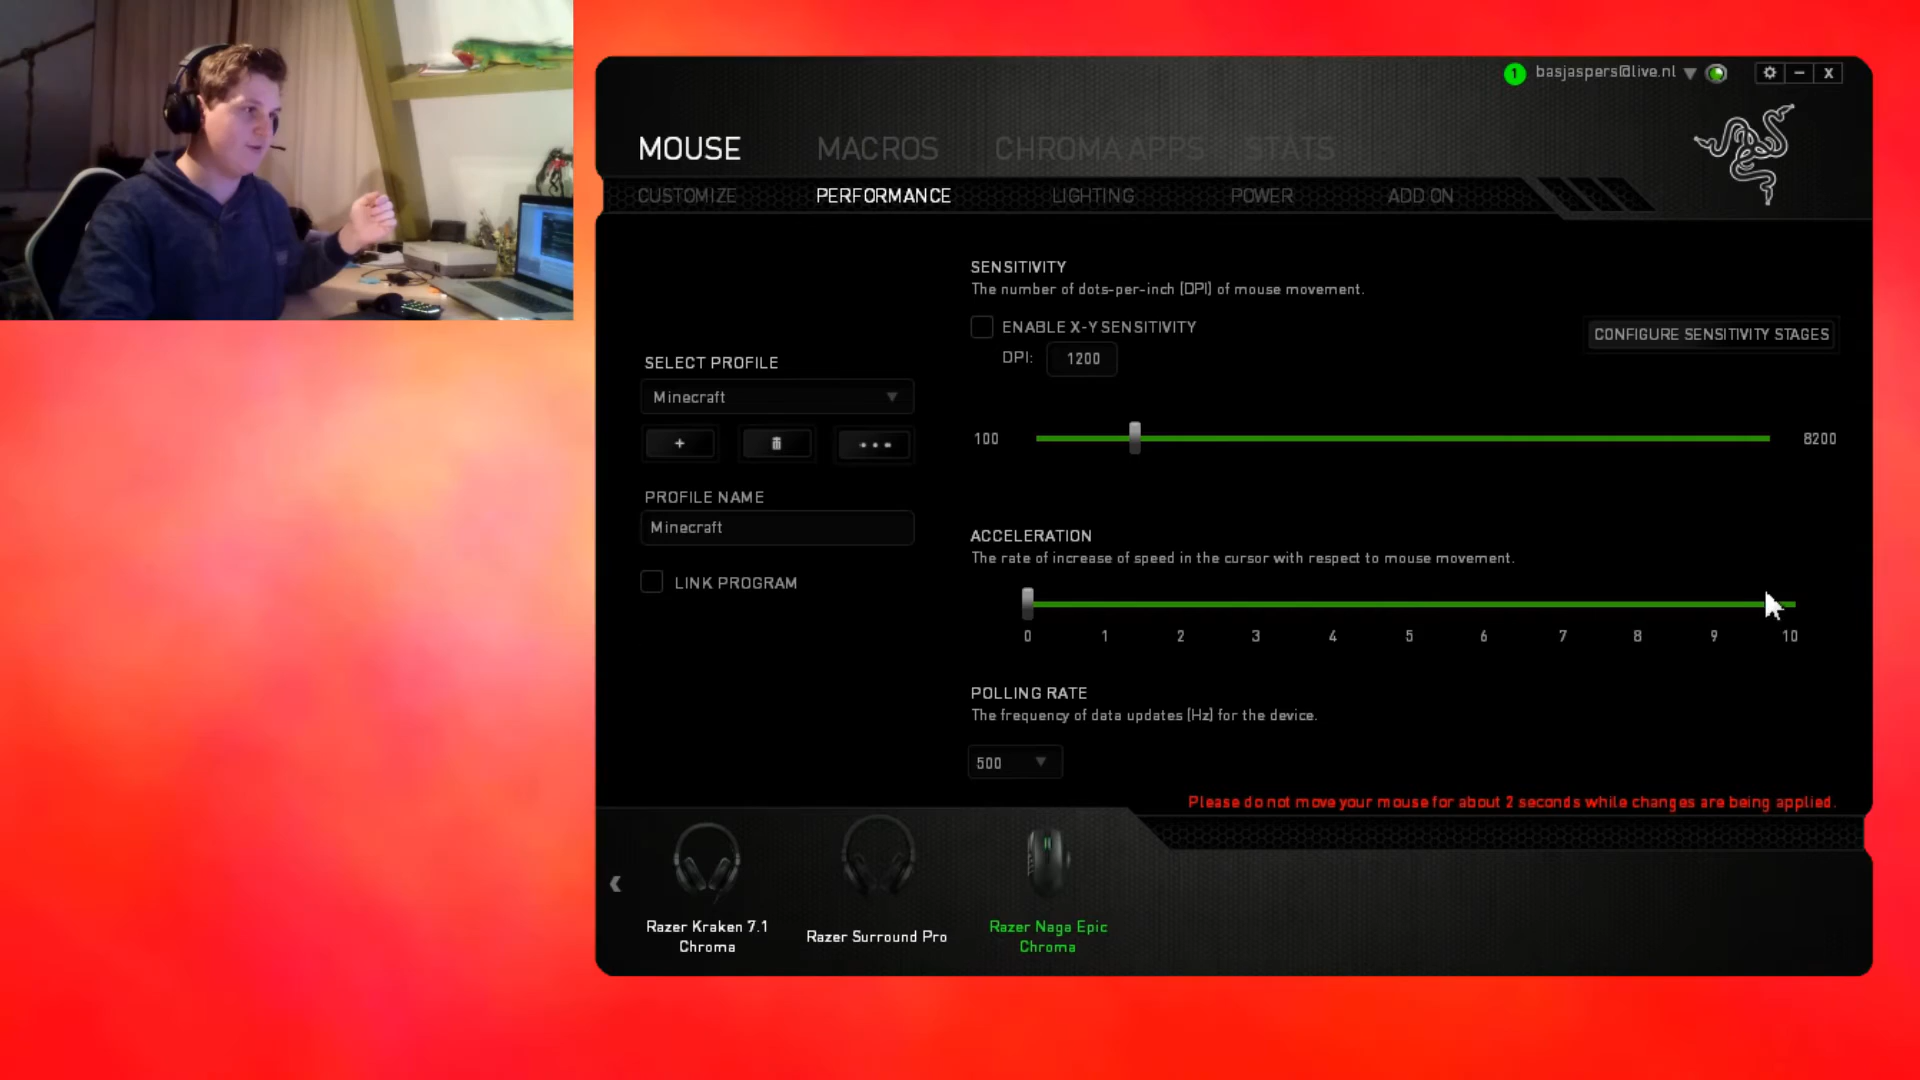 1 basjaspers@live.nl
MOUSE MACROS CHROMA APPS STATS
CUSTOMIZE PERFORMANCE LIGHTING POWER ADD ON
SELECT PROFILE
Minecraft
PROFILE NAME
Minecraft
LINK PROGRAM
SENSITIVITY
The number of dots-per-inch [DPI] of mouse movement.
ENABLE X-Y SENSITIVITY
CONFIGURE SENSITIVITY STAGES
DPI: 1200
100 8200
ACCELERATION
The rate of increase of speed in the cursor with respect to mouse movement.
0 1 2 3 4 5 6 7 8 9 10
POLLING RATE
The frequency of data updates [Hz] for the device.
500
Please do not move your mouse for about 2 seconds while changes are being applied.
Razer Kraken 7.1
Chroma
Razer Surround Pro
Razer Naga Epic
Chroma